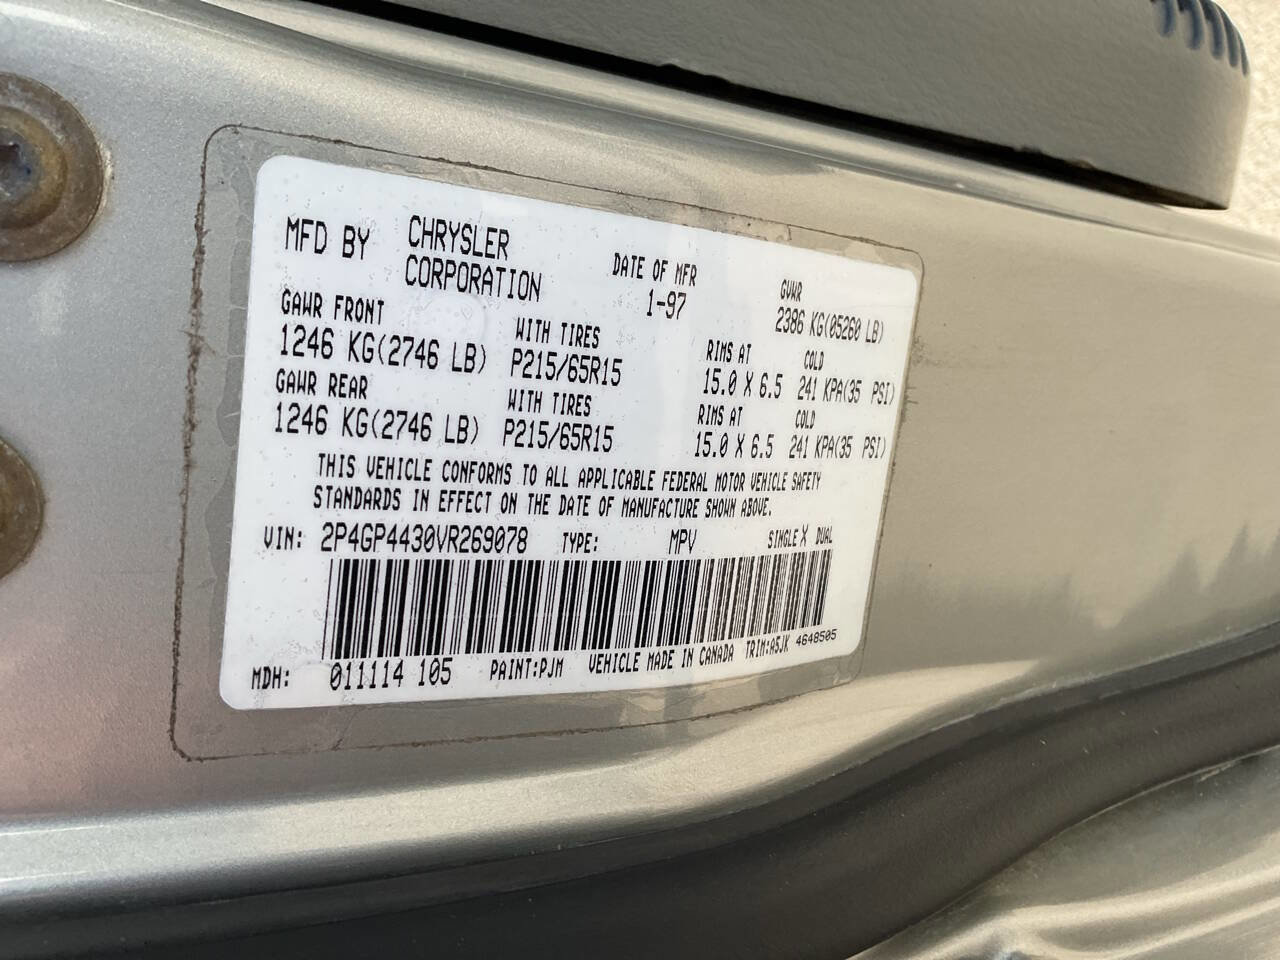 MFD BY CHRYSLER CORPORATION DATE OF MFR 1-97 GVWR 2386 KG(05260 LB)
GAWR FRONT WITH TIRES RIMS AT COLD
1246 KG(2746 LB) P215/65R15 15.0 X 6.5 241 KPA(35 PSI)
GAWR REAR WITH TIRES RIMS AT COLD
1246 KG(2746 LB) P215/65R15 15.0 X 6.5 241 KPA(35 PSI)
THIS VEHICLE CONFORMS TO ALL APPLICABLE FEDERAL MOTOR VEHICLE SAFETY
STANDARDS IN EFFECT ON THE DATE OF MANUFACTURE SHOWN ABOVE.
VIN: 2P4GP4430VR269078 TYPE: MPV SINGLE X DUAL
MDH: 011114 105 PAINT:PJM VEHICLE MADE IN CANADA TRIM:A5JK 4648505